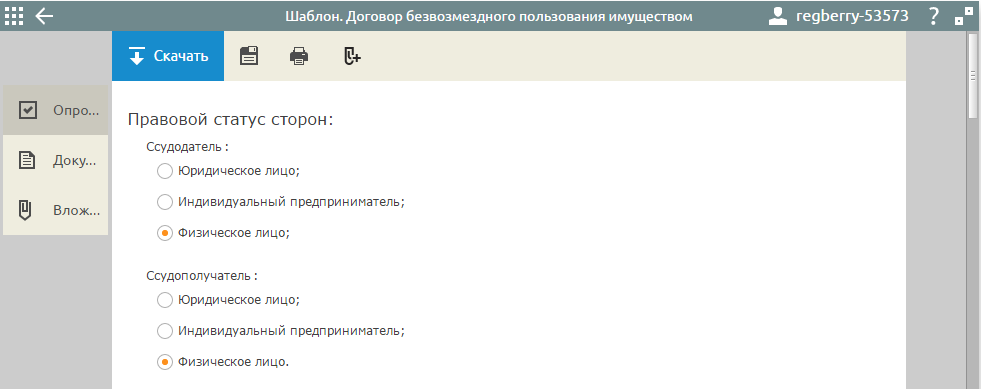 Шаблон. Договор безвозмездного пользования имуществом regberry-53573 ?
Скачать
Опро...
Доку...
Влож...
Правовой статус сторон:
Ссудодатель :
Юридическое лицо;
Индивидуальный предприниматель;
Физическое лицо;
Ссудополучатель :
Юридическое лицо;
Индивидуальный предприниматель;
Физическое лицо.